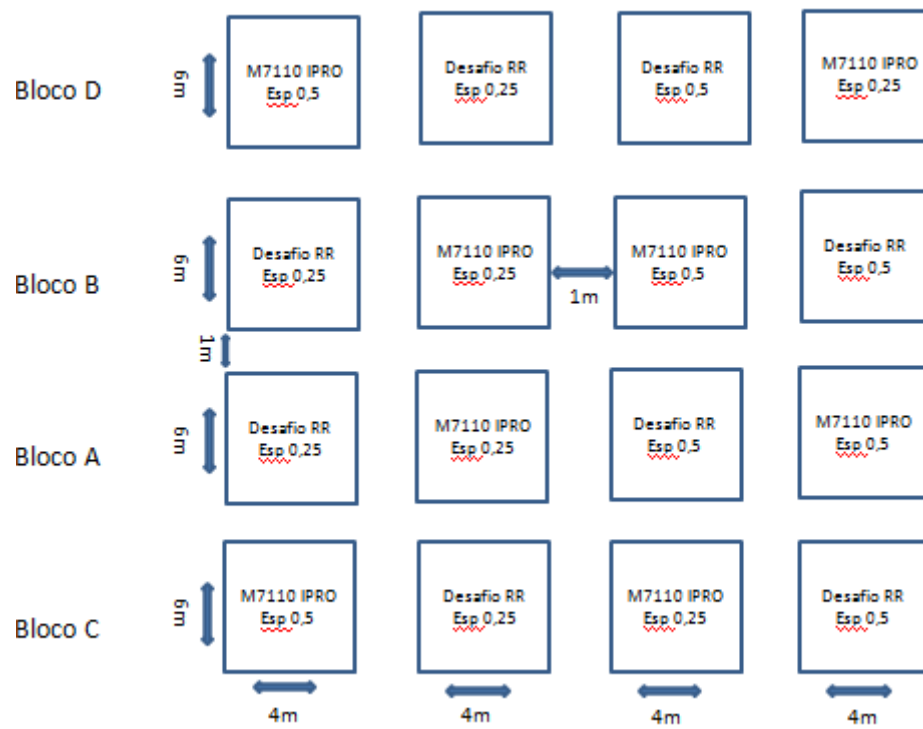 Bloco D
6m
M7110 IPRO
Esp 0,5
Desafio RR
Esp 0,25
Desafio RR
Esp 0,5
M7110 IPRO
Esp 0,25
Bloco B
6m
Desafio RR
Esp 0,25
M7110 IPRO
Esp 0,25
1m
M7110 IPRO
Esp 0,5
Desafio RR
Esp 0,5
1m
Bloco A
6m
Desafio RR
Esp 0,25
M7110 IPRO
Esp 0,25
Desafio RR
Esp 0,5
M7110 IPRO
Esp 0,5
Bloco C
6m
M7110 IPRO
Esp 0,5
Desafio RR
Esp 0,25
M7110 IPRO
Esp 0,25
Desafio RR
Esp 0,5
4m
4m
4m
4m